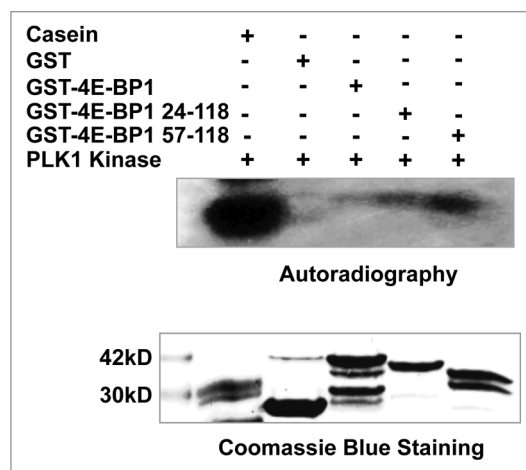 Casein + - - - -
GST - + - - -
GST-4E-BP1 - - + - -
GST-4E-BP1 24-118 - - - + -
GST-4E-BP1 57-118 - - - - +
PLK1 Kinase + + + + +
Autoradiography
42kD
30kD
Coomassie Blue Staining